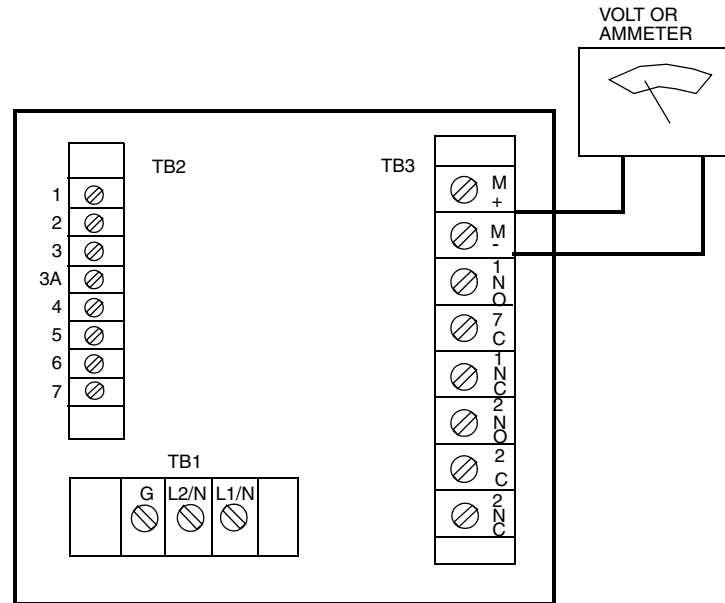 VOLT OR
AMMETER
TB2
TB3
1
2
3
3A
4
5
6
7
M
+
M
-
1
N
O
7
C
1
N
C
2
N
O
2
C
2
N
C
TB1
G L2/N L1/N